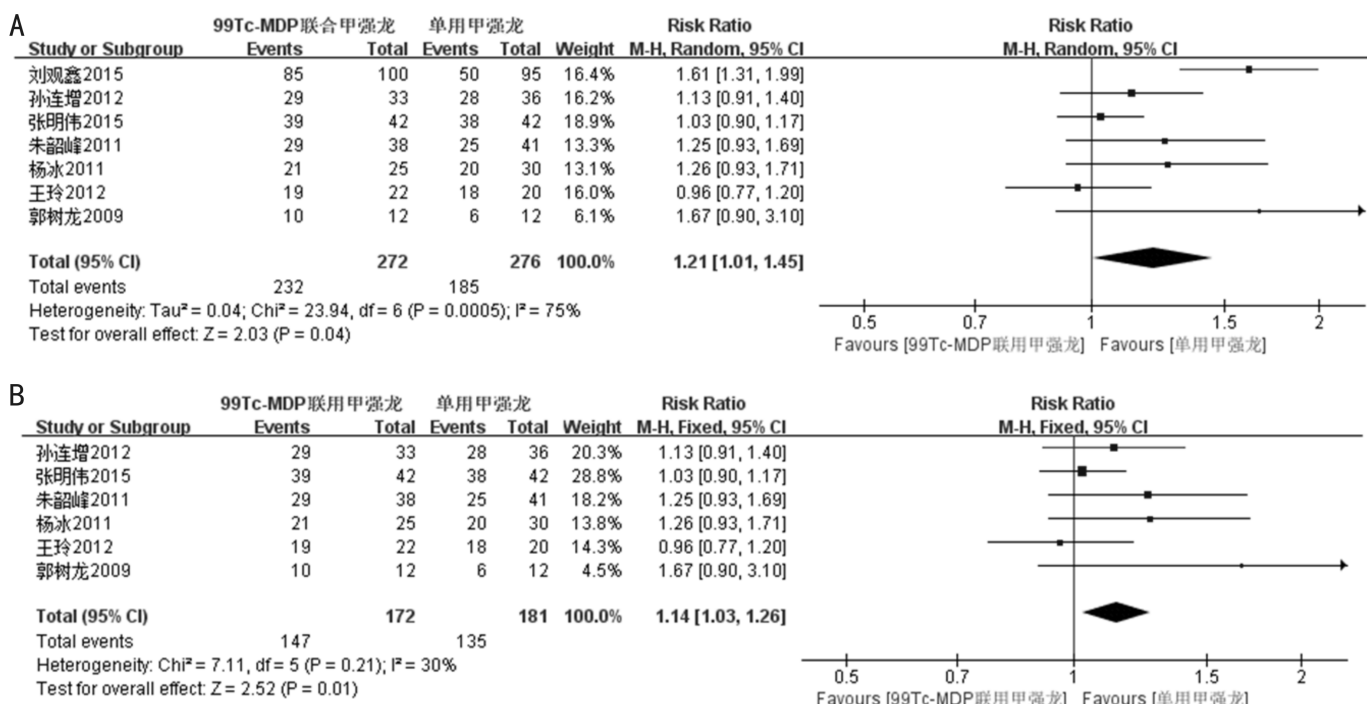 A
99Tc-MDP联合甲强龙 单用甲强龙 Risk Ratio Risk Ratio
Study or Subgroup Events Total Events Total Weight M-H, Random, 95% CI M-H, Random, 95% CI
刘观鑫2015 85 100 50 95 16.4% 1.61 [1.31, 1.99]
孙连增2012 29 33 28 36 16.2% 1.13 [0.91, 1.40]
张明伟2015 39 42 38 42 18.9% 1.03 [0.90, 1.17]
朱韶峰2011 29 38 25 41 13.3% 1.25 [0.93, 1.69]
杨冰2011 21 25 20 30 13.1% 1.26 [0.93, 1.71]
王玲2012 19 22 18 20 16.0% 0.96 [0.77, 1.20]
郭树龙2009 10 12 6 12 6.1% 1.67 [0.90, 3.10]
Total (95% CI) 272 276 100.0% 1.21 [1.01, 1.45]
Total events 232 185
Heterogeneity: Tau² = 0.04; Chi² = 23.94, df = 6 (P = 0.0005); I² = 75%
Test for overall effect: Z = 2.03 (P = 0.04)
0.5 0.7 1 1.5 2
Favours [99Tc-MDP联用甲强龙] Favours [单用甲强龙]
B
99Tc-MDP联用甲强龙 单用甲强龙 Risk Ratio Risk Ratio
Study or Subgroup Events Total Events Total Weight M-H, Fixed, 95% CI M-H, Fixed, 95% CI
孙连增2012 29 33 28 36 20.3% 1.13 [0.91, 1.40]
张明伟2015 39 42 38 42 28.8% 1.03 [0.90, 1.17]
朱韶峰2011 29 38 25 41 18.2% 1.25 [0.93, 1.69]
杨冰2011 21 25 20 30 13.8% 1.26 [0.93, 1.71]
王玲2012 19 22 18 20 14.3% 0.96 [0.77, 1.20]
郭树龙2009 10 12 6 12 4.5% 1.67 [0.90, 3.10]
Total (95% CI) 172 181 100.0% 1.14 [1.03, 1.26]
Total events 147 135
Heterogeneity: Chi² = 7.11, df = 5 (P = 0.21); I² = 30%
Test for overall effect: Z = 2.52 (P = 0.01)
0.5 0.7 1 1.5 2
Favours [99Tc-MDP联用甲强龙] Favours [单用甲强龙]